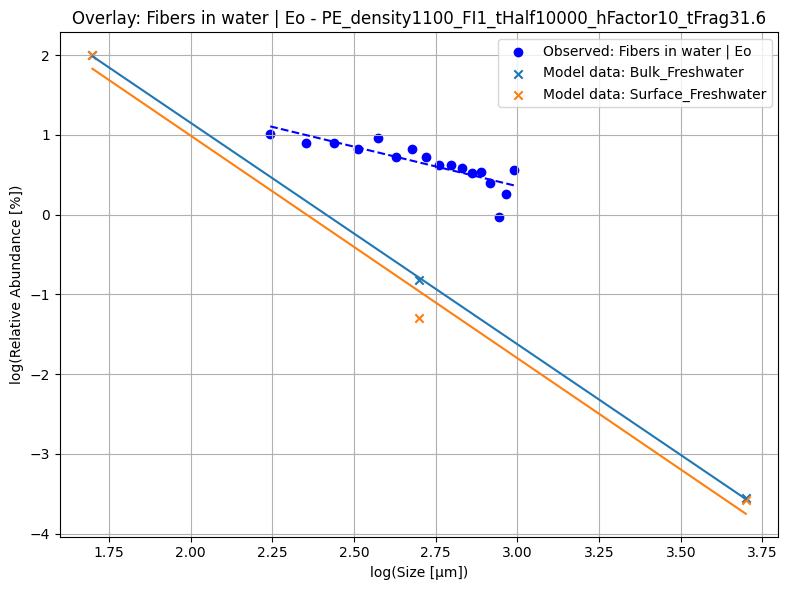 Overlay: Fibers in water | Eo - PE_density1100_FI1_tHalf10000_hFactor10_tFrag31.6
Observed: Fibers in water | Eo
Model data: Bulk_Freshwater
Model data: Surface_Freshwater
log(Relative Abundance [%])
2
1
0
−1
−2
−3
−4
1.75
2.00
2.25
2.50
2.75
3.00
3.25
3.50
3.75
log(Size [μm])